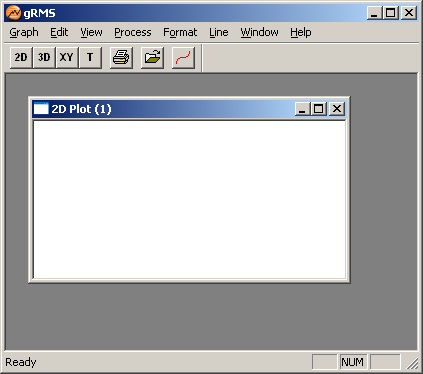 gRMS
Graph Edit View Process Format Line Window Help
2D 3D XY T
2D Plot (1)
Ready NUM